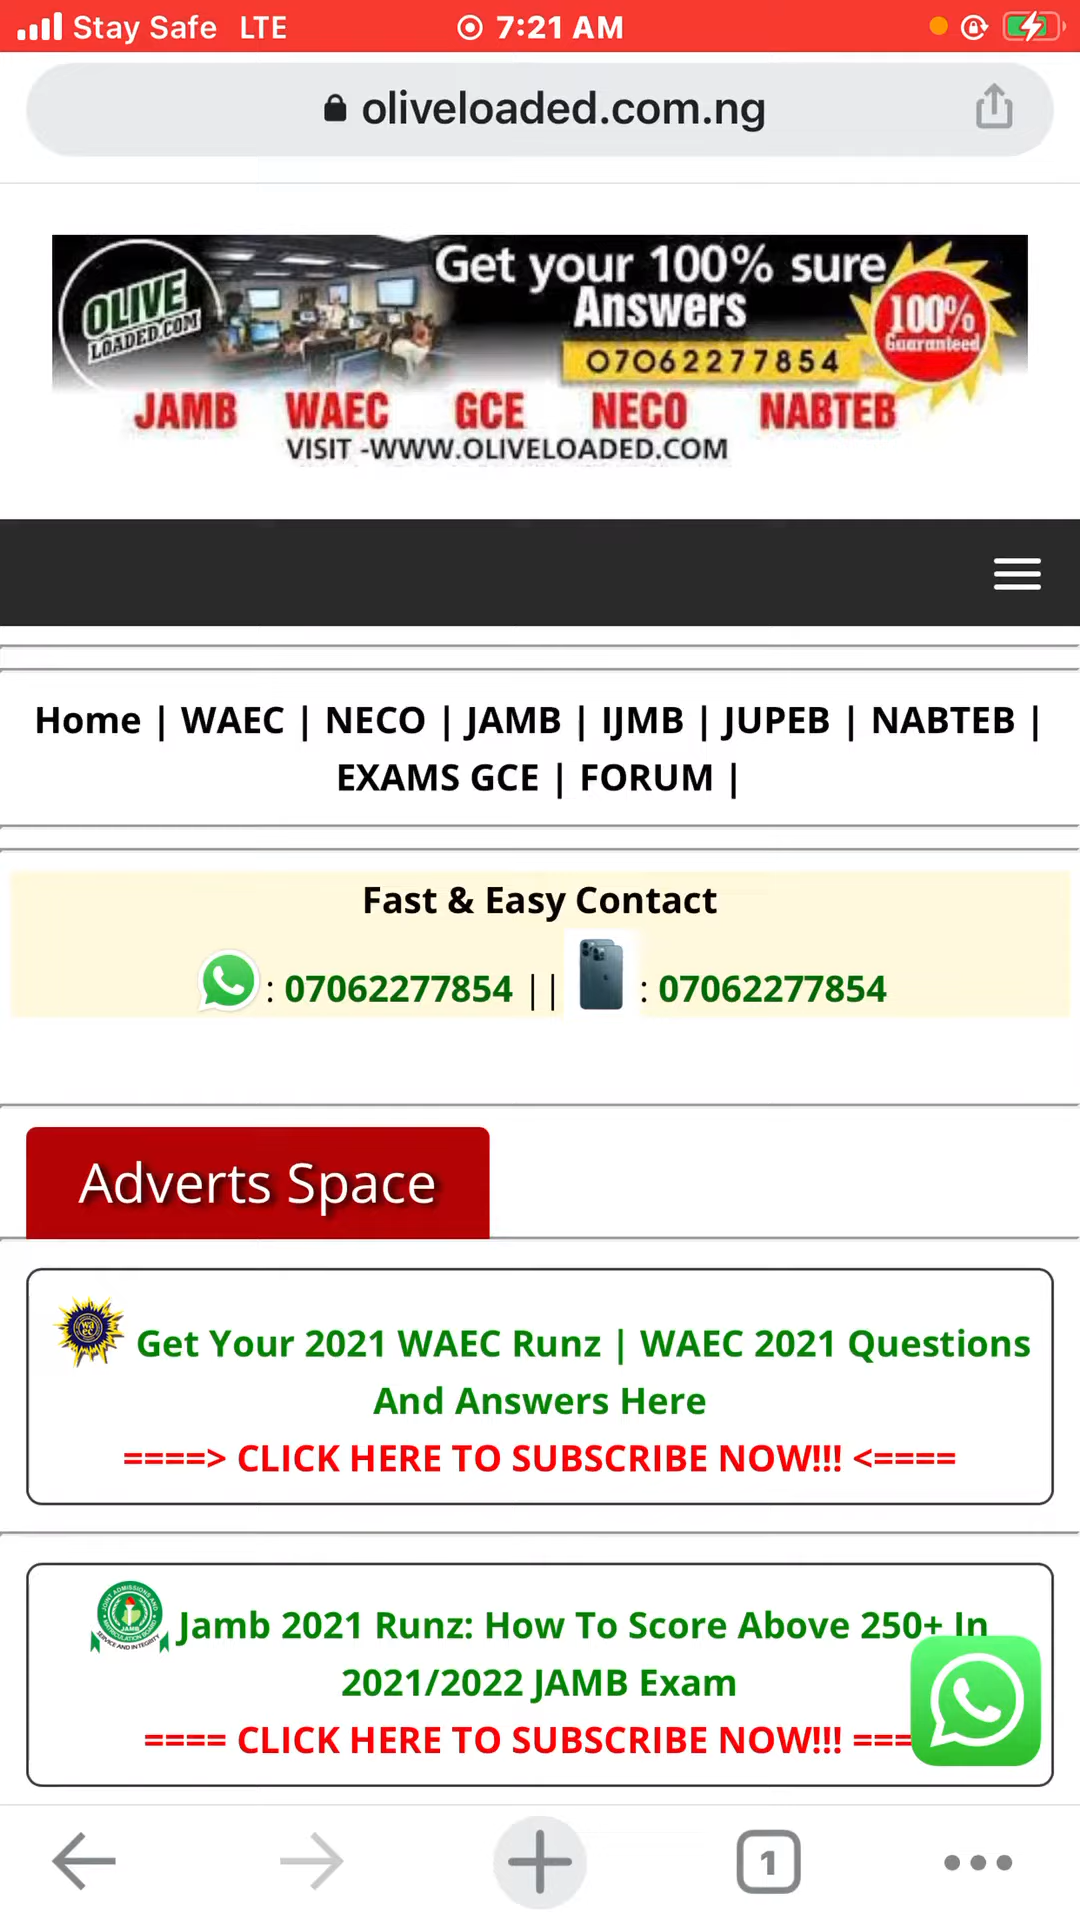 Stay Safe LTE 7:21 AM
oliveloaded.com.ng
OLIVE
LOADED.COM
Get your 100% sure
Answers
07062277854
100%
Guaranteed
JAMB WAEC GCE NECO NABTEB
VISIT -WWW.OLIVELOADED.COM
Home | WAEC | NECO | JAMB | IJMB | JUPEB | NABTEB |
EXAMS GCE | FORUM |
Fast & Easy Contact
: 07062277854 || : 07062277854
Adverts Space
Get Your 2021 WAEC Runz | WAEC 2021 Questions
And Answers Here
====> CLICK HERE TO SUBSCRIBE NOW!!! <====
Jamb 2021 Runz: How To Score Above 250+ In
2021/2022 JAMB Exam
==== CLICK HERE TO SUBSCRIBE NOW!!! ===
1